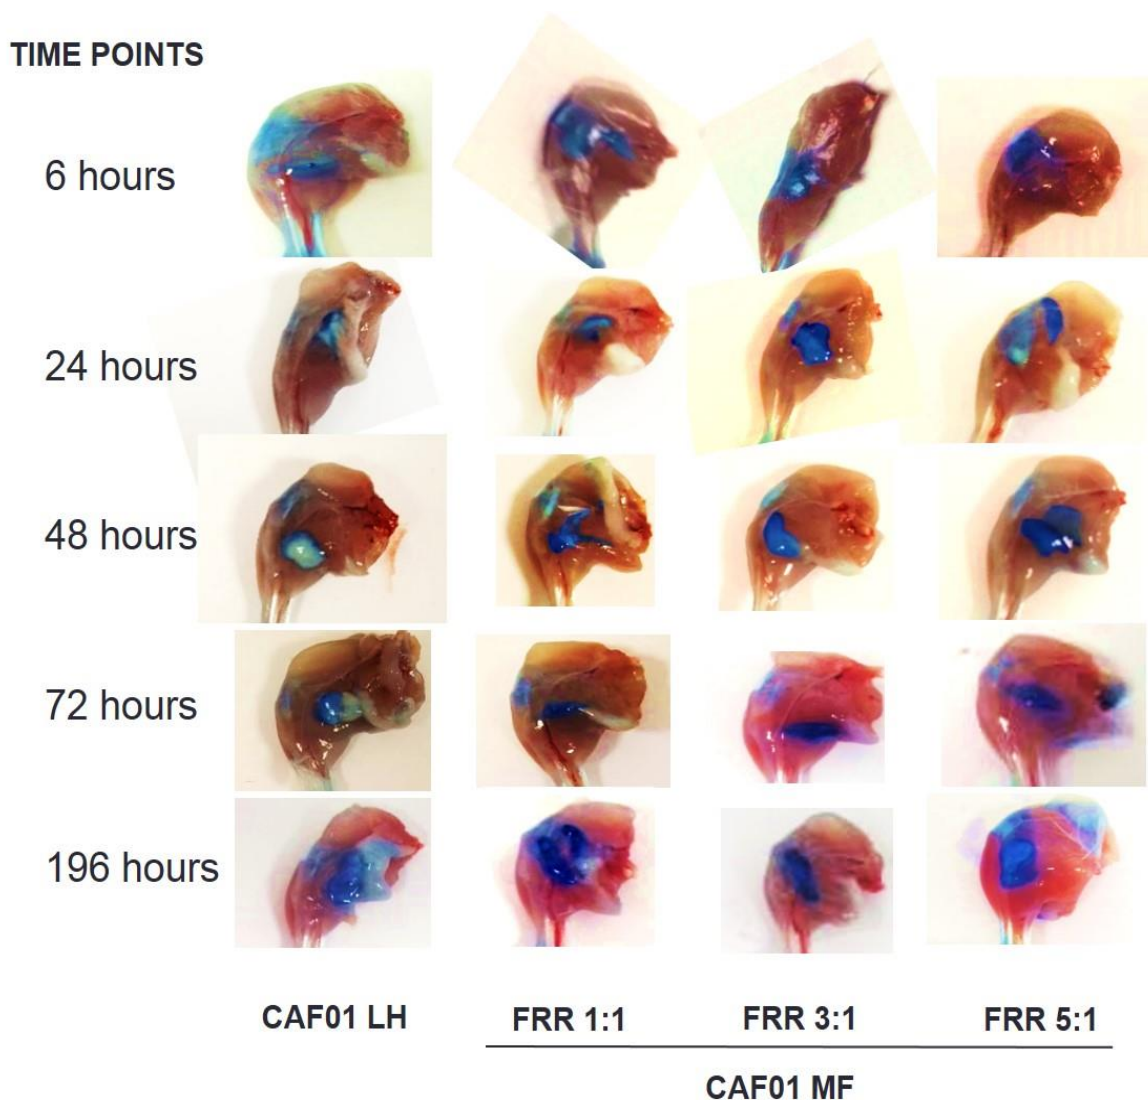 TIME POINTS
6 hours
24 hours
48 hours
72 hours
196 hours
CAF01 LH
FRR 1:1
FRR 3:1
FRR 5:1
CAF01 MF